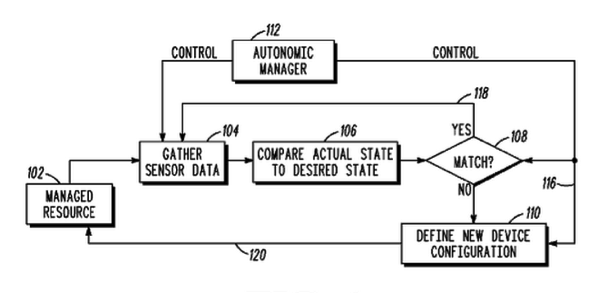 112
CONTROL
AUTONOMIC
MANAGER
CONTROL
118
104
106
YES
108
GATHER
SENSOR DATA
COMPARE ACTUAL STATE
TO DESIRED STATE
MATCH?
102
NO
116
MANAGED
RESOURCE
110
DEFINE NEW DEVICE
CONFIGURATION
120